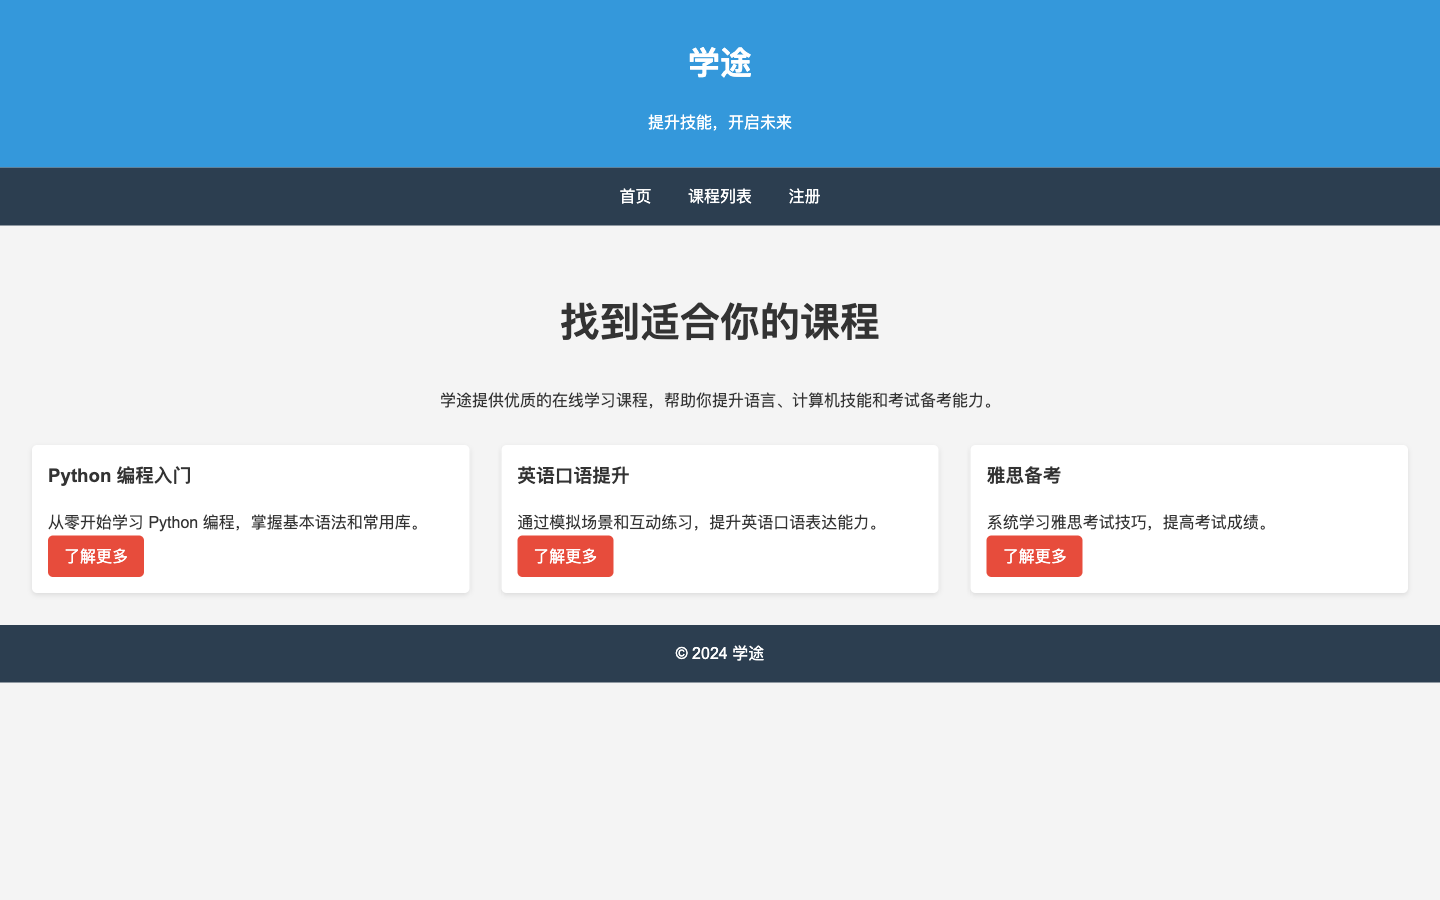 学途
提升技能，开启未来
首页 课程列表 注册
找到适合你的课程
学途提供优质的在线学习课程，帮助你提升语言、计算机技能和考试备考能力。
Python 编程入门
从零开始学习 Python 编程，掌握基本语法和常用库。
了解更多
英语口语提升
通过模拟场景和互动练习，提升英语口语表达能力。
了解更多
雅思备考
系统学习雅思考试技巧，提高考试成绩。
了解更多
© 2024 学途